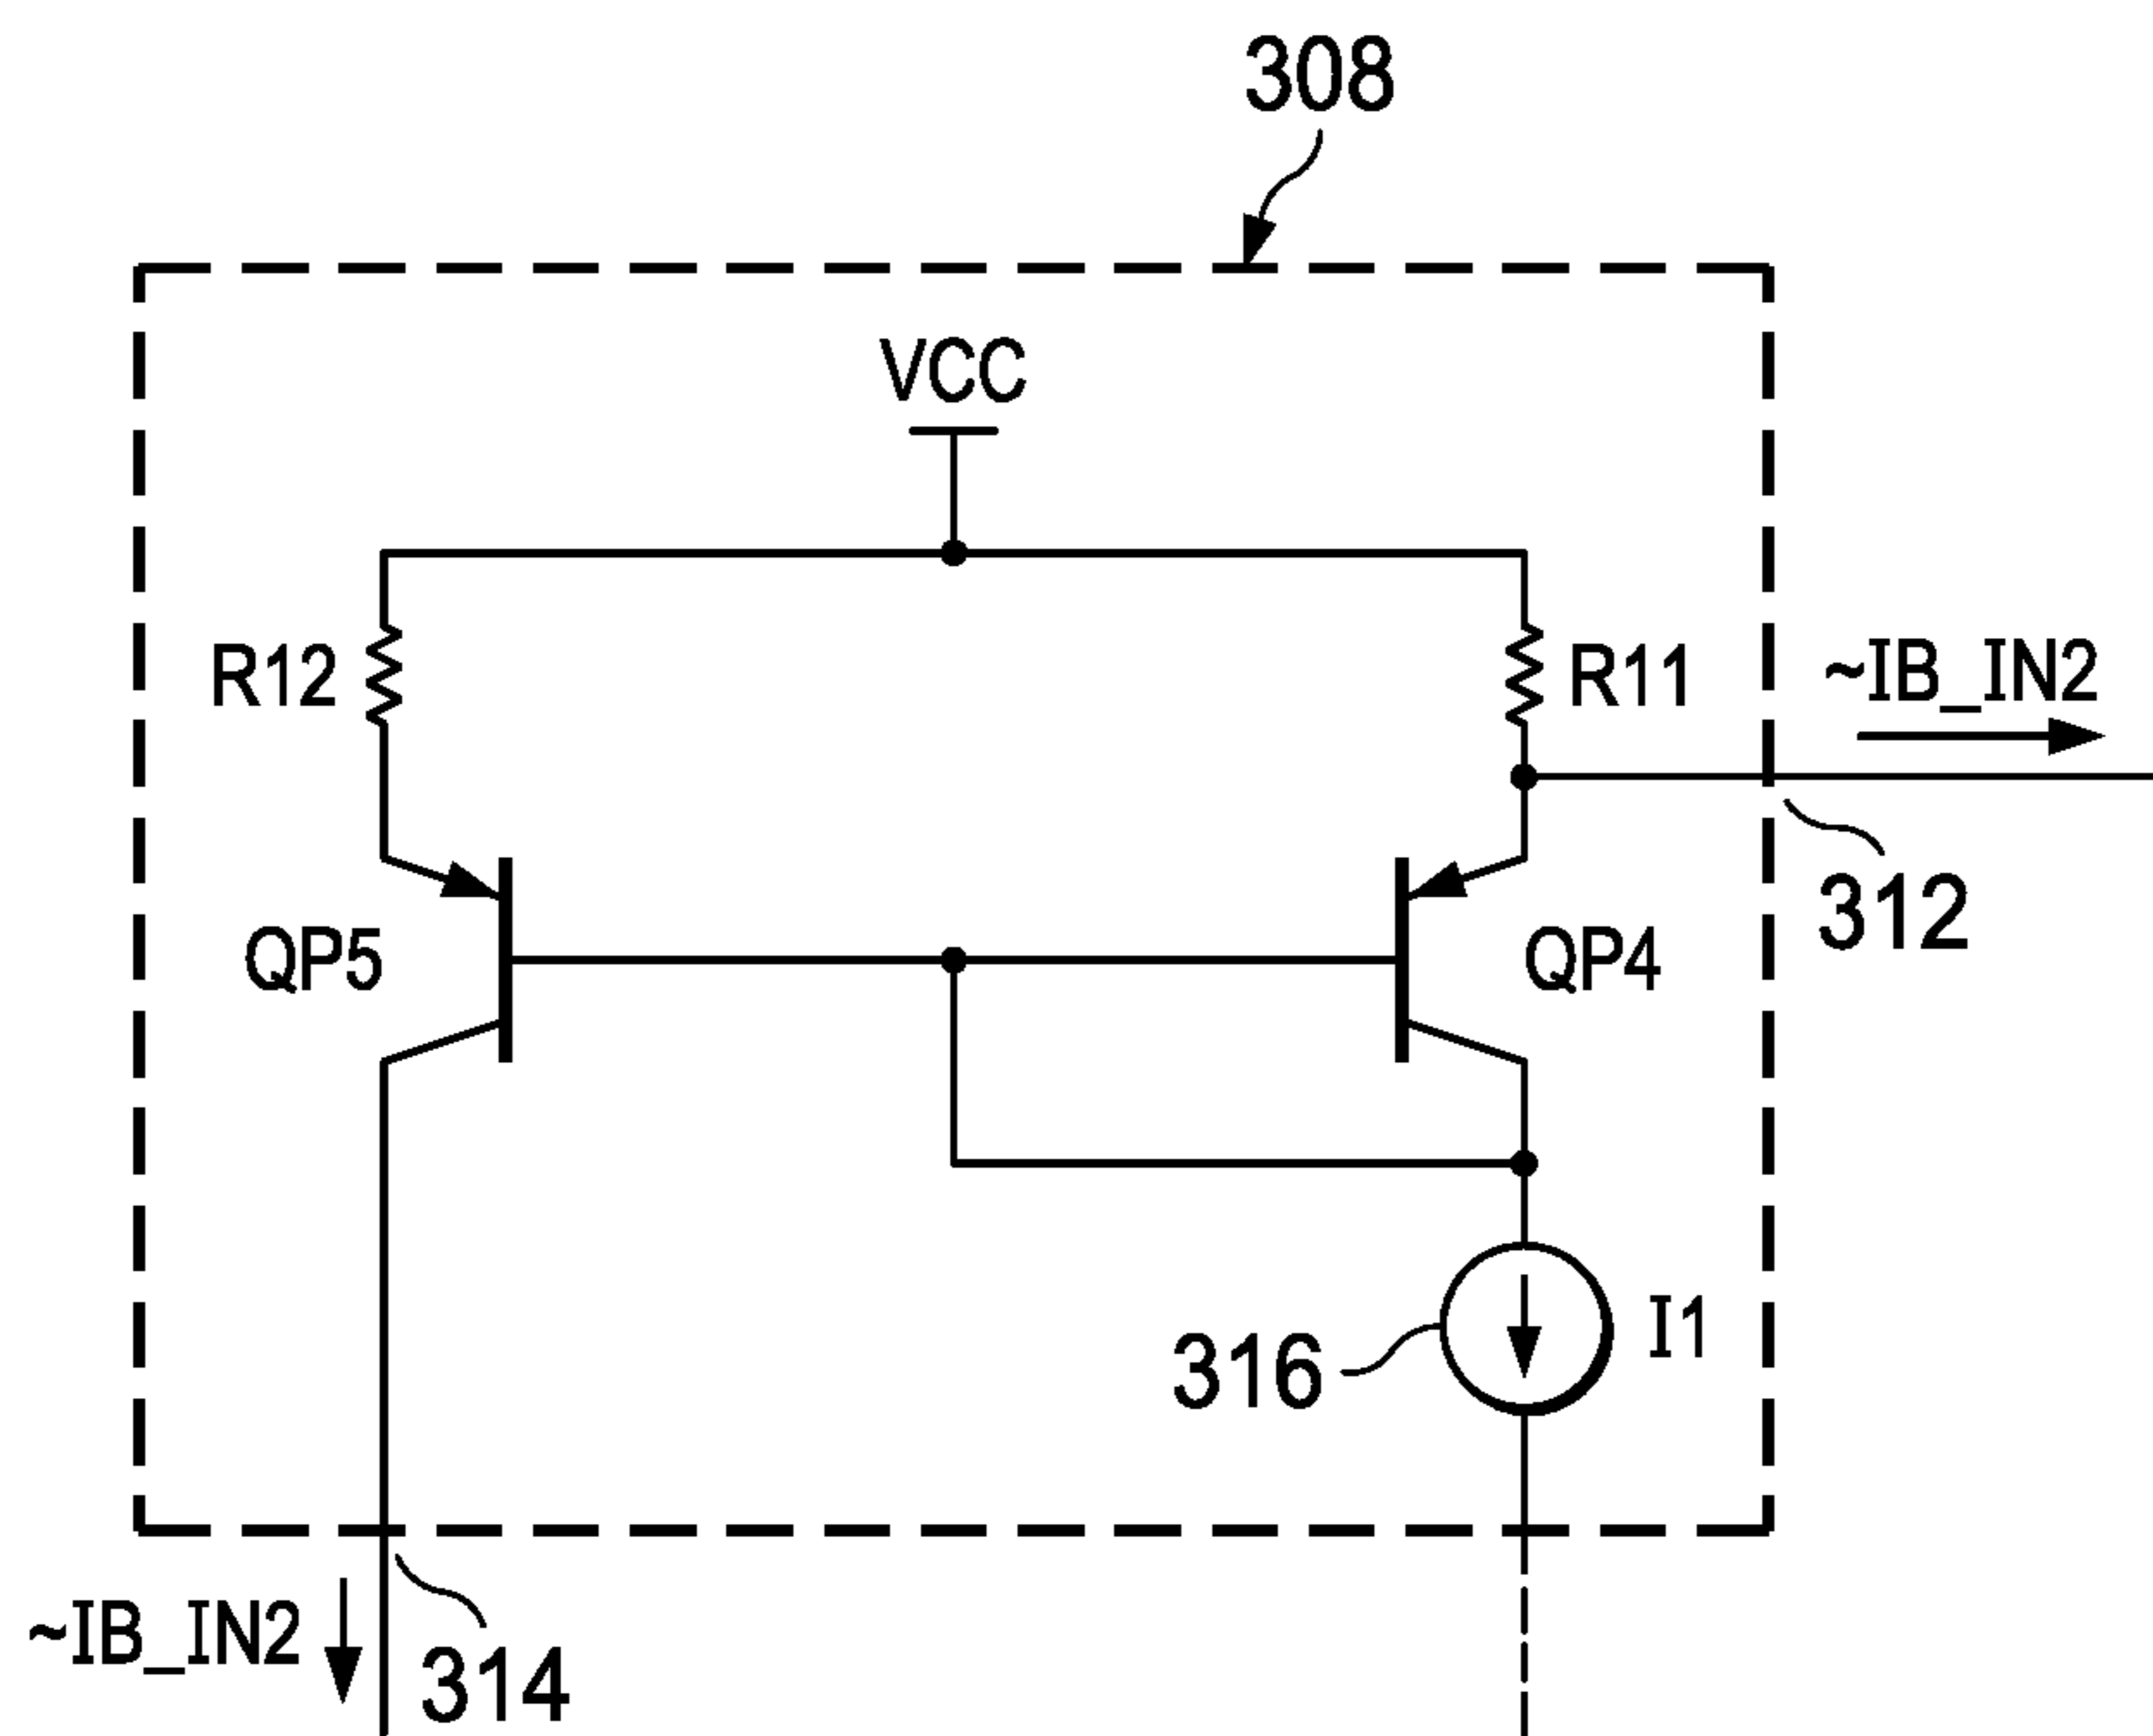 308
VCC
R12
R11
~IB_IN2
QP5
QP4
312
316
I1
~IB_IN2
314